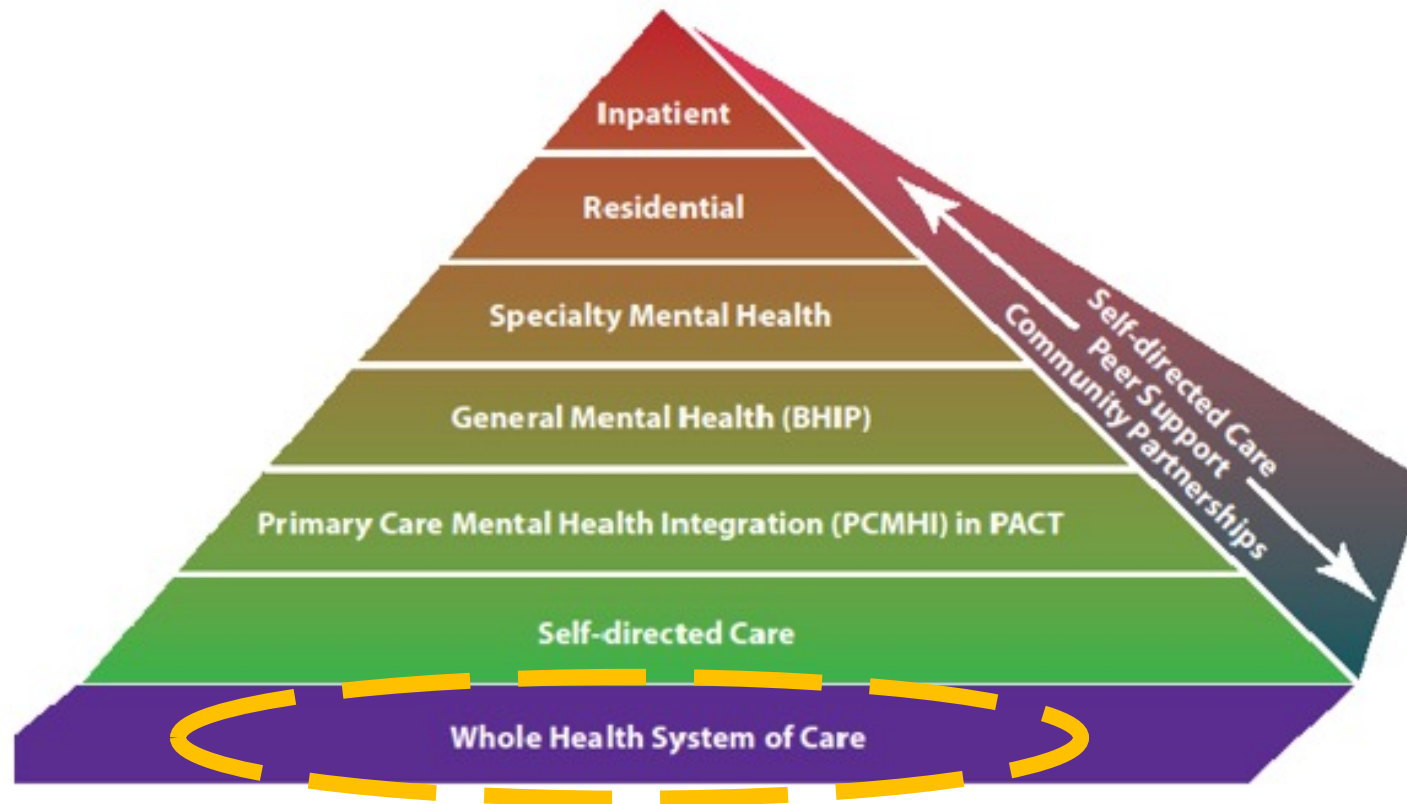 Inpatient
Residential
Specialty Mental Health
General Mental Health (BHIP)
Primary Care Mental Health Integration (PCMHI) in PACT
Self-directed Care
Whole Health System of Care
Self-directed Care
Peer Support
Community Partnerships